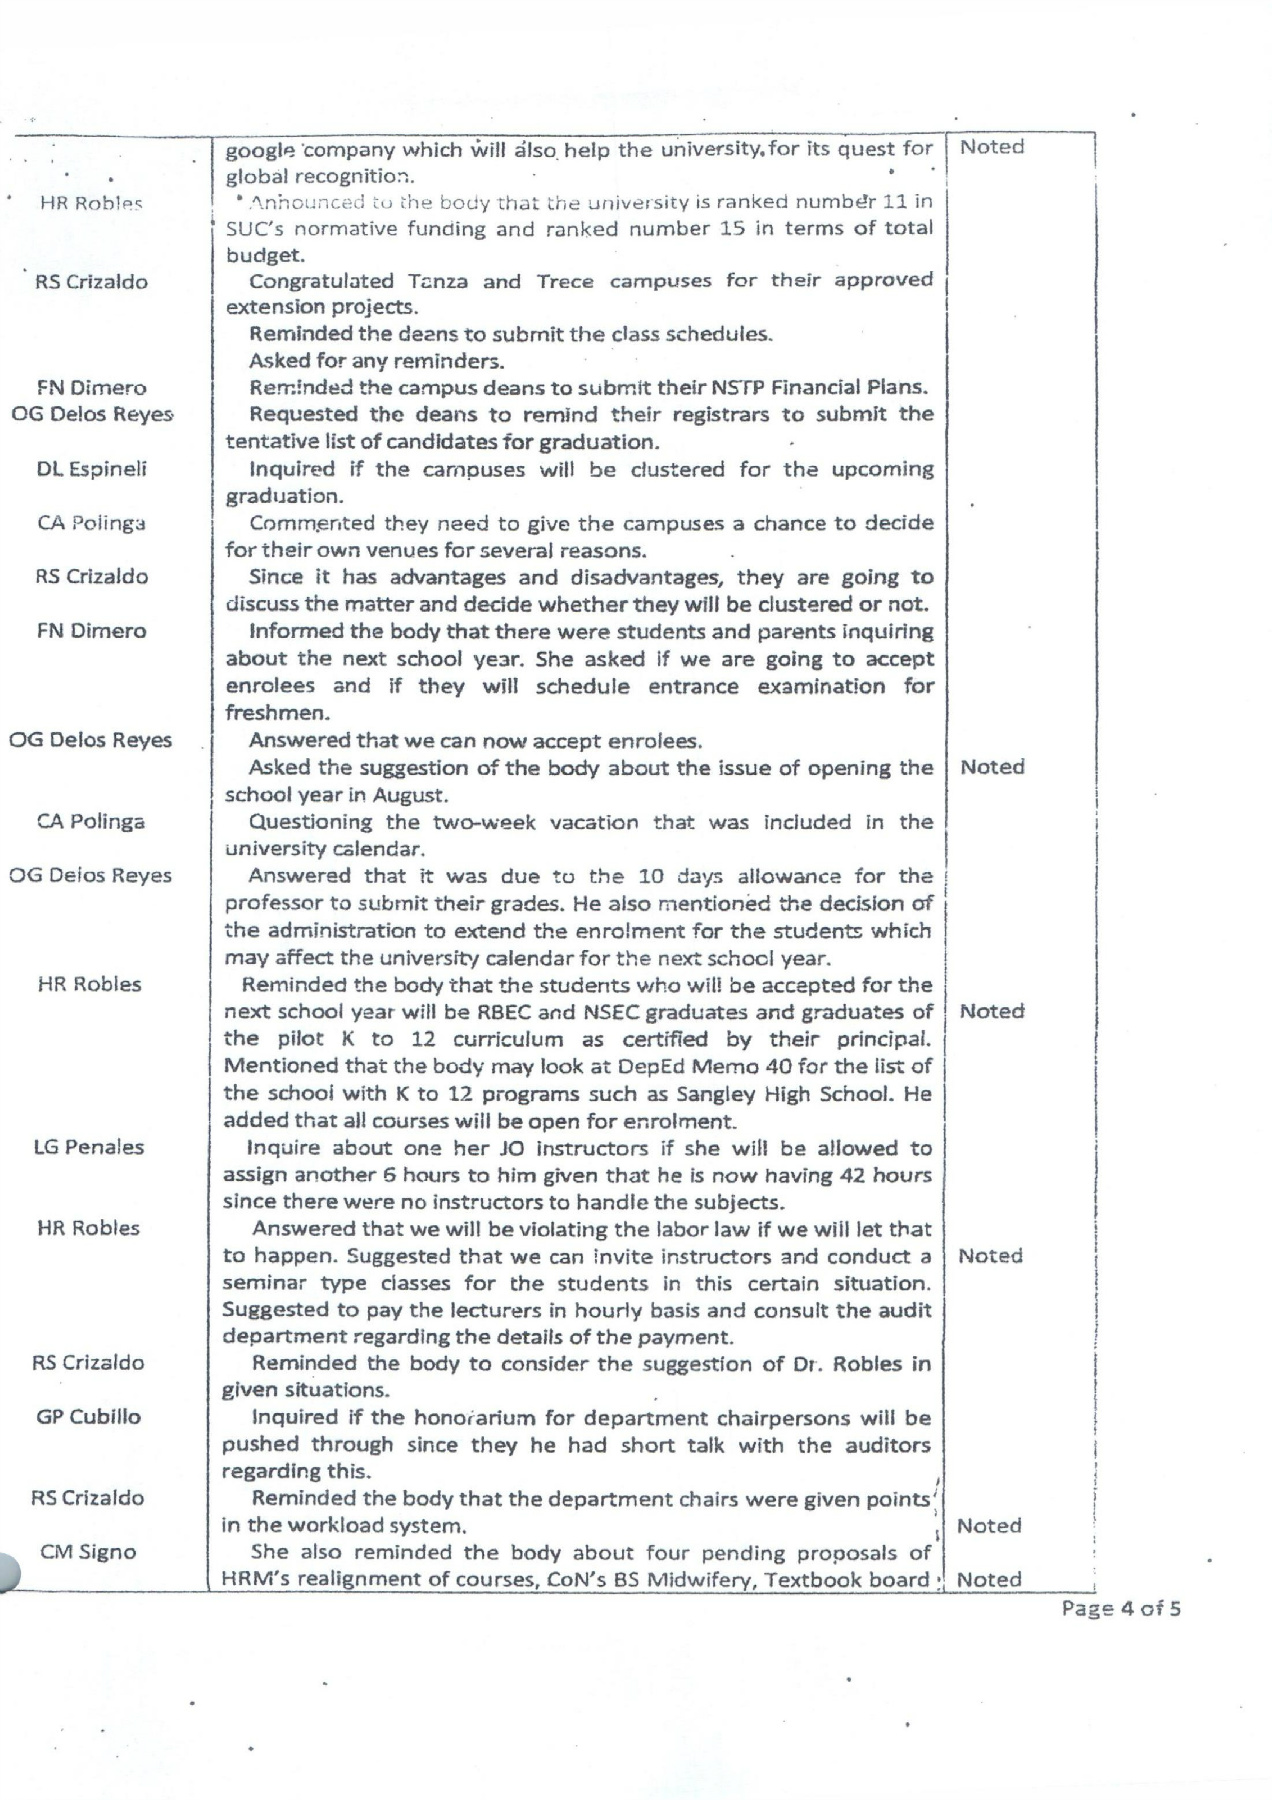 google company which will also help the university for its quest for Noted
global recognition.
HR Robles Announced to the body that the university is ranked number 11 in
SUC's normative funding and ranked number 15 in terms of total
budget.
RS Crizaldo Congratulated Tanza and Trece campuses for their approved
extension projects.
Reminded the deans to submit the class schedules.
Asked for any reminders.
FN Dimero Reminded the campus deans to submit their NSTP Financial Plans.
OG Delos Reyes Requested the deans to remind their registrars to submit the
tentative list of candidates for graduation.
DL Espineli Inquired if the campuses will be clustered for the upcoming
graduation.
CA Polinga Commented they need to give the campuses a chance to decide
for their own venues for several reasons.
RS Crizaldo Since it has advantages and disadvantages, they are going to
discuss the matter and decide whether they will be clustered or not.
FN Dimero Informed the body that there were students and parents inquiring
about the next school year. She asked if we are going to accept
enrolees and if they will schedule entrance examination for
freshmen.
OG Delos Reyes Answered that we can now accept enrolees.
Asked the suggestion of the body about the issue of opening the Noted
school year in August.
CA Polinga Questioning the two-week vacation that was included in the
university calendar.
OG Delos Reyes Answered that it was due to the 10 days allowance for the
professor to submit their grades. He also mentioned the decision of
the administration to extend the enrolment for the students which
may affect the university calendar for the next school year.
HR Robles Reminded the body that the students who will be accepted for the
next school year will be RBEC and NSEC graduates and graduates of Noted
the pilot K to 12 curriculum as certified by their principal.
Mentioned that the body may look at DepEd Memo 40 for the list of
the school with K to 12 programs such as Sangley High School. He
added that all courses will be open for enrolment.
LG Penales Inquire about one her JO instructors if she will be allowed to
assign another 6 hours to him given that he is now having 42 hours
since there were no instructors to handle the subjects.
HR Robles Answered that we will be violating the labor law if we will let that
to happen. Suggested that we can invite instructors and conduct a Noted
seminar type classes for the students in this certain situation.
Suggested to pay the lecturers in hourly basis and consult the audit
department regarding the details of the payment.
RS Crizaldo Reminded the body to consider the suggestion of Dr. Robles in
given situations.
GP Cubillo Inquired if the honorarium for department chairpersons will be
pushed through since they he had short talk with the auditors
regarding this.
RS Crizaldo Reminded the body that the department chairs were given points
in the workload system. Noted
CM Signo She also reminded the body about four pending proposals of
HRM's realignment of courses, CoN's BS Midwifery, Textbook board Noted
Page 4 of 5